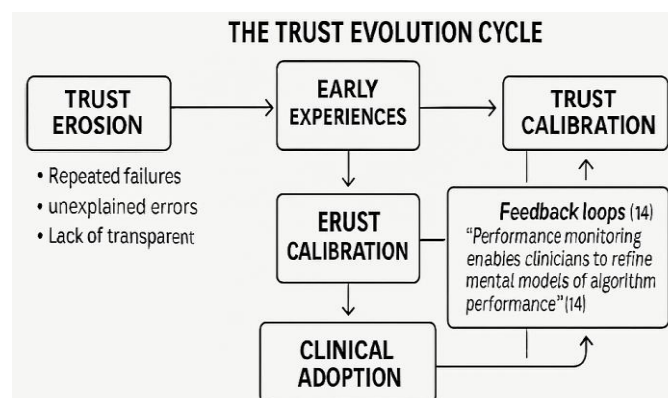 THE TRUST EVOLUTION CYCLE
TRUST
EROSION
• Repeated failures
• unexplained errors
• Lack of transparent
EARLY
EXPERIENCES
TRUST
CALIBRATION
ERUST
CALIBRATION
Feedback loops (14)
"Performance monitoring
enables clinicians to refine
mental models of algorithm
performance"(14)
CLINICAL
ADOPTION